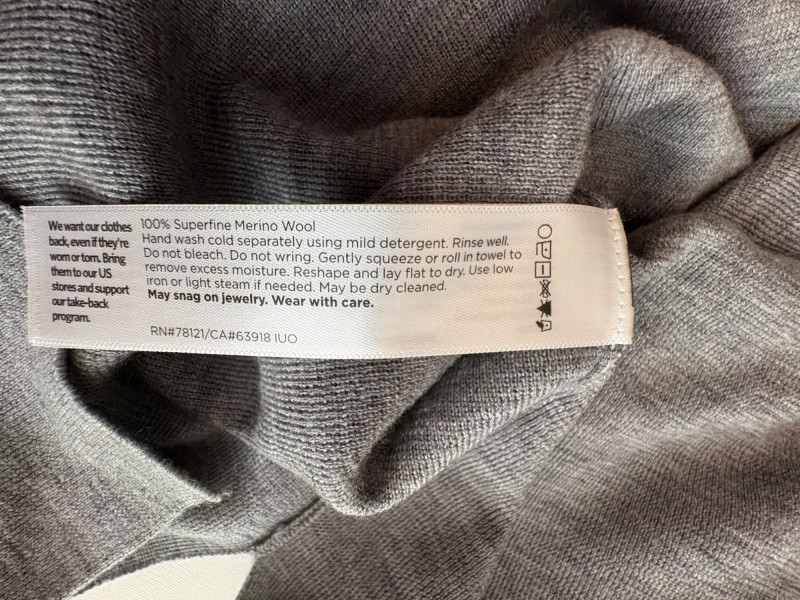 We want our clothes
back, even if they're
worn or torn. Bring
them to our US
stores and support
our take-back
program.
100% Superfine Merino Wool
Hand wash cold separately using mild detergent. Rinse well.
Do not bleach. Do not wring. Gently squeeze or roll in towel to
remove excess moisture. Reshape and lay flat to dry. Use low
iron or light steam if needed. May be dry cleaned.
May snag on jewelry. Wear with care.
RN#78121/CA#63918 IUO